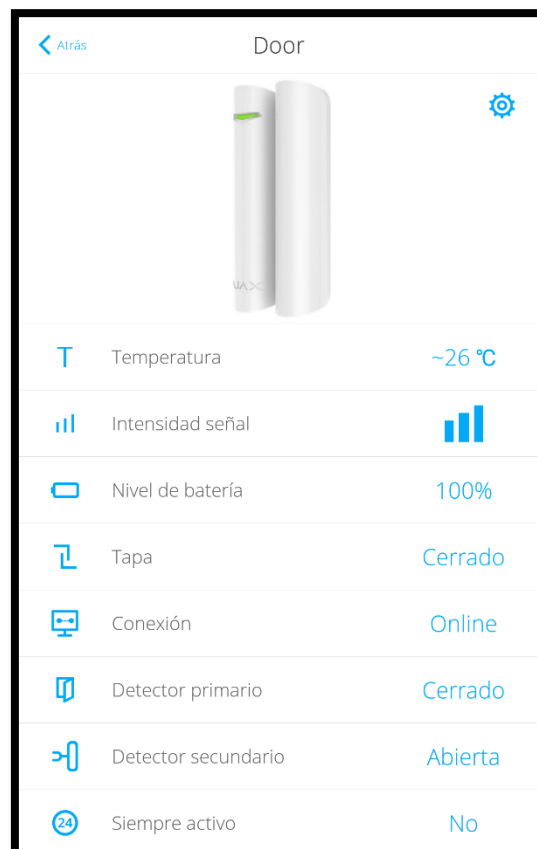 Atrás
Door
AJAX
T Temperatura ~26 °C
Intensidad señal
Nivel de batería 100%
Tapa Cerrado
Conexión Online
Detector primario Cerrado
Detector secundario Abierta
24 Siempre activo No